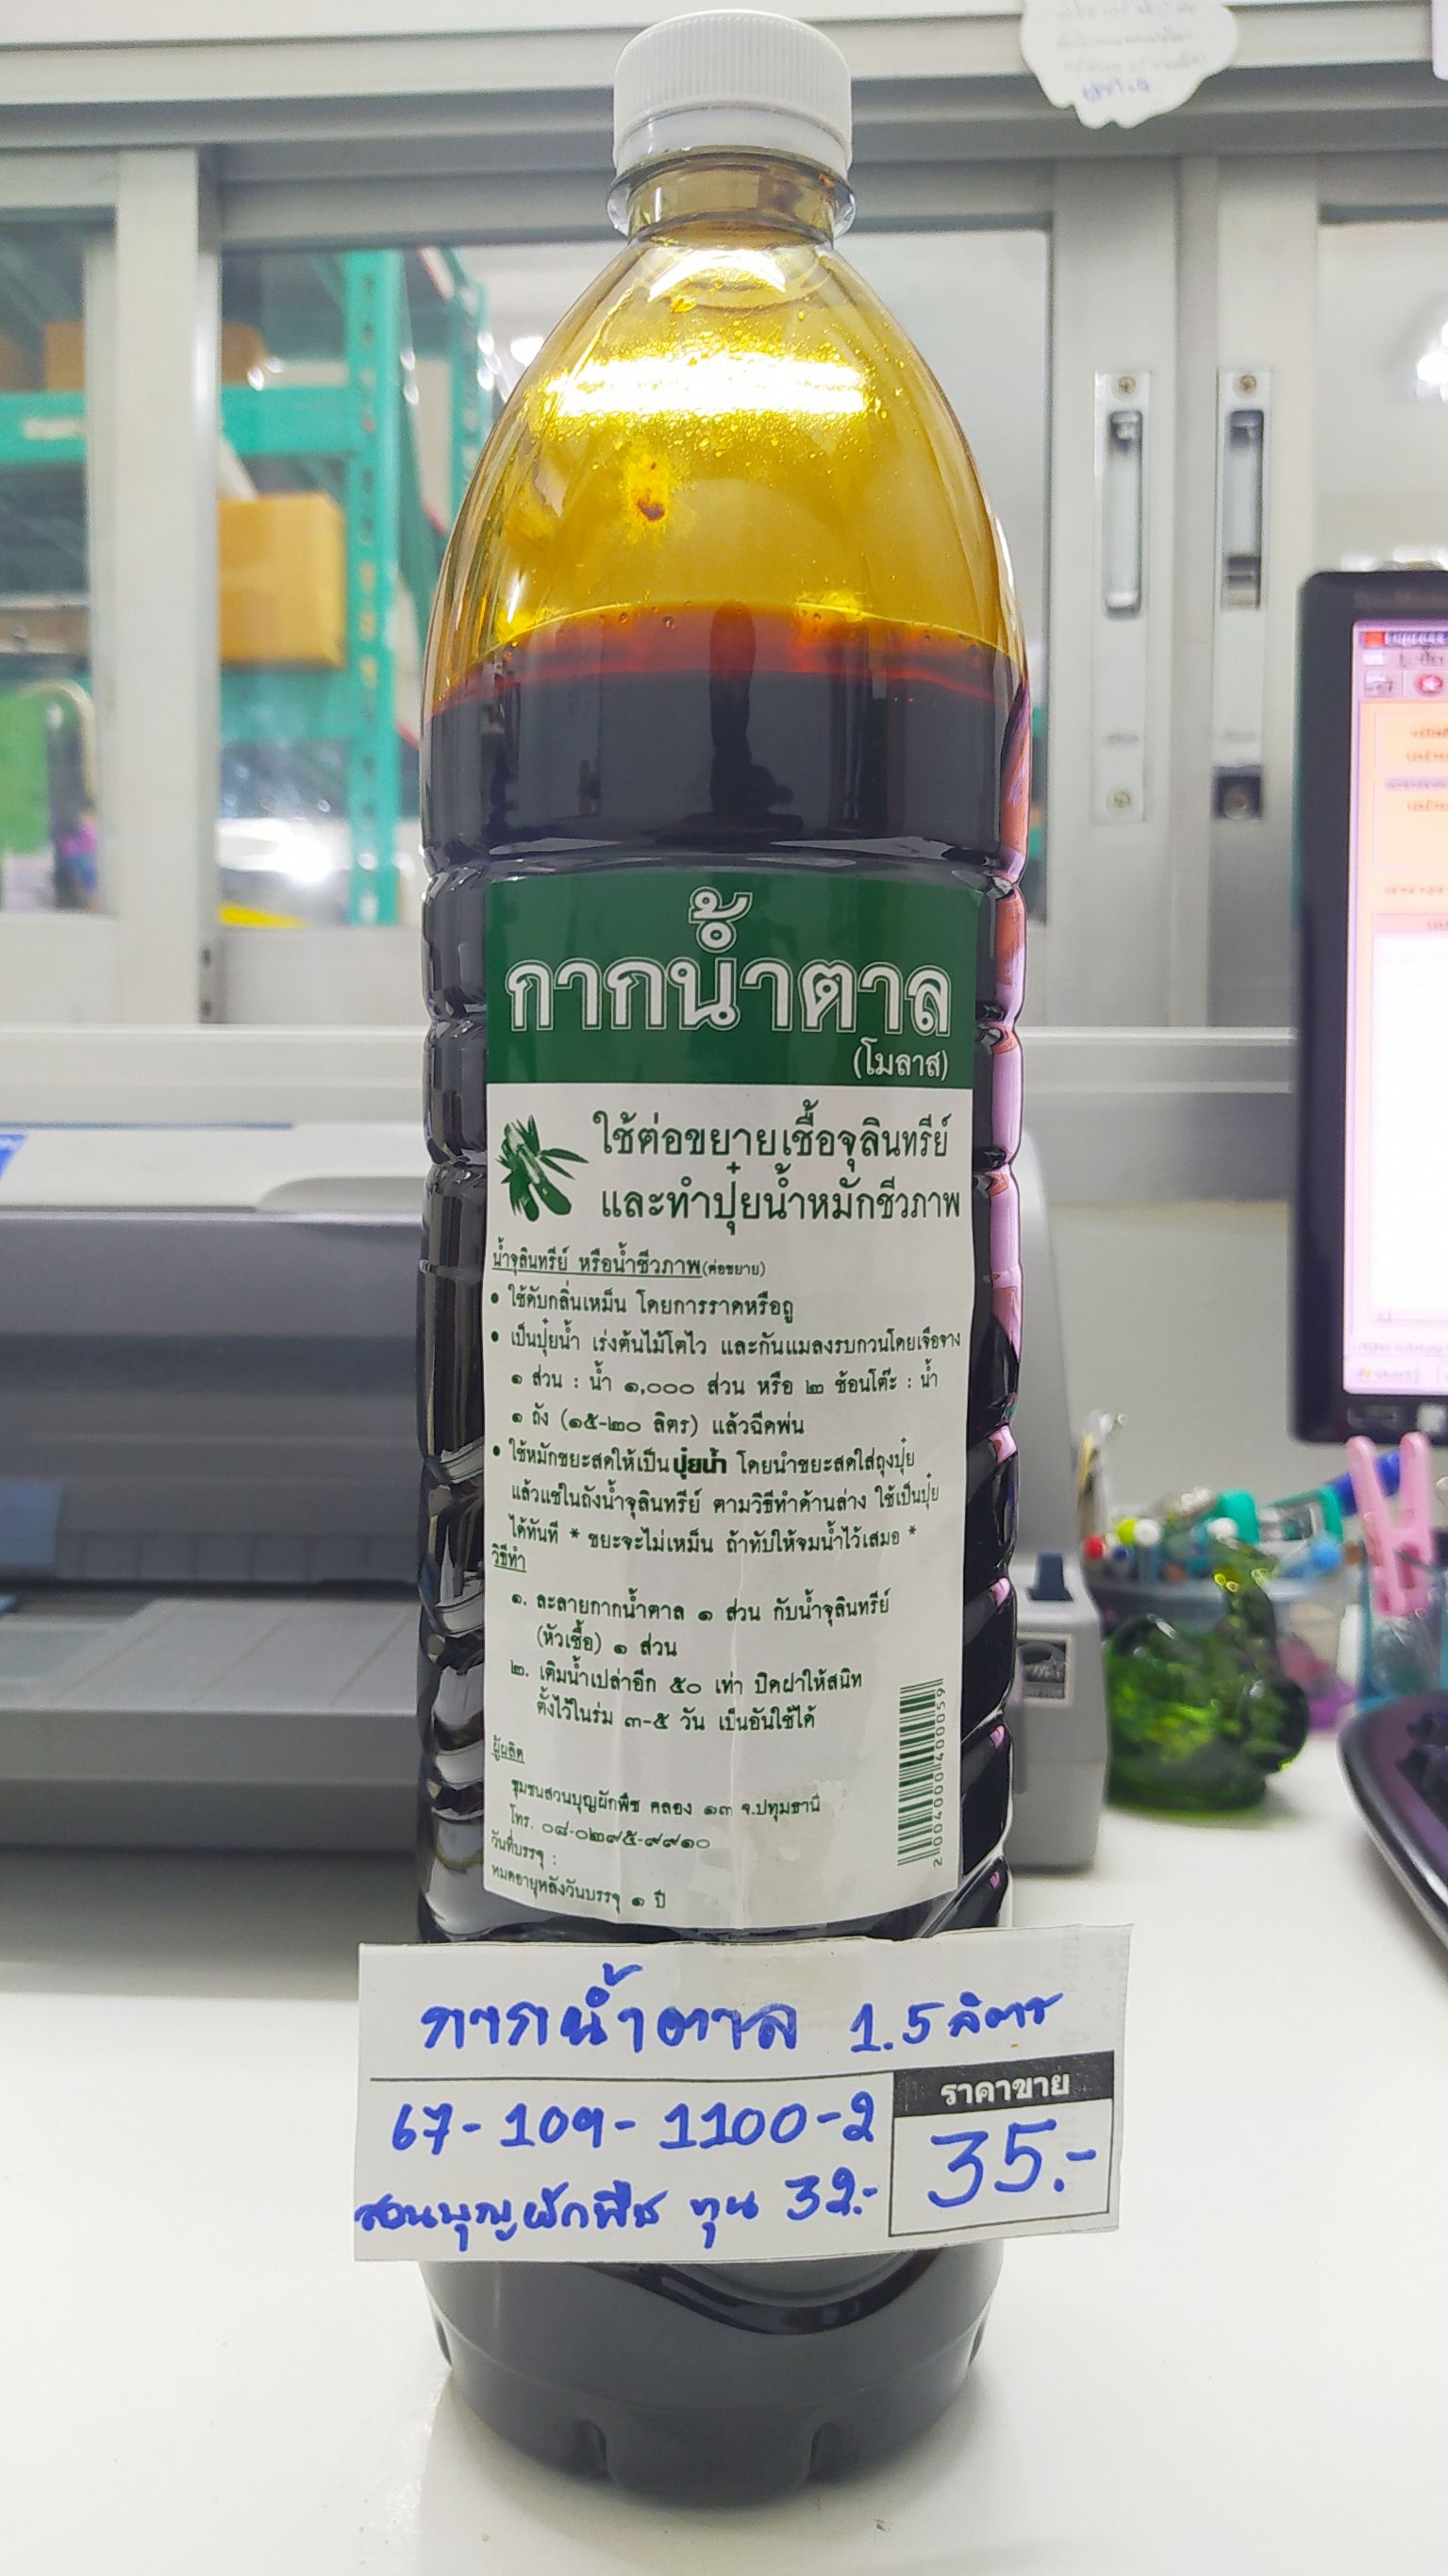 กากน้ำตาล
(โมลาส)
ใช้ต่อขยายเชื้อจุลินทรีย์
และทำปุ๋ยน้ำหมักชีวภาพ
น้ำจุลินทรีย์ หรือน้ำชีวภาพ(ต่อขยาย)
• ใช้ดับกลิ่นเหม็น โดยการราดหรือถู
• เป็นปุ๋ยน้ำ เร่งต้นไม้โตไว และกันแมลงรบกวนโดยเจือจาง
๑ ส่วน : น้ำ ๑,๐๐๐ ส่วน หรือ ๒ ช้อนโต๊ะ : น้ำ
๑ ถัง (๑๕-๒๐ ลิตร) แล้วฉีดพ่น
• ใช้หมักขยะสดให้เป็นปุ๋ยน้ำ โดยนำขยะสดใส่ถุงปุ๋ย
แล้วแช่ในถังน้ำจุลินทรีย์ ตามวิธีทำด้านล่าง ใช้เป็นปุ๋ย
ได้ทันที * ขยะจะไม่เหม็น ถ้าทับให้จมน้ำไว้เสมอ *
วิธีทำ
๑. ละลายกากน้ำตาล ๑ ส่วน กับน้ำจุลินทรีย์
(หัวเชื้อ) ๑ ส่วน
๒. เติมน้ำเปล่าอีก ๕๐ เท่า ปิดฝาให้สนิท
ตั้งไว้ในร่ม ๓-๕ วัน เป็นอันใช้ได้
ผู้ผลิต
ชุมชนสวนบุญผักพืช คลอง ๑๓ จ.ปทุมธานี
โทร. ๐๘-๐๒๙๕-๙๙๑๐
วันที่บรรจุ :
หมดอายุหลังวันบรรจุ ๑ ปี
2004000400059
กากน้ำตาล 1.5 ลิตร
67-109-1100-2
ราคาขาย
35.-
สวนบุญผักพืช ทุน 32.-